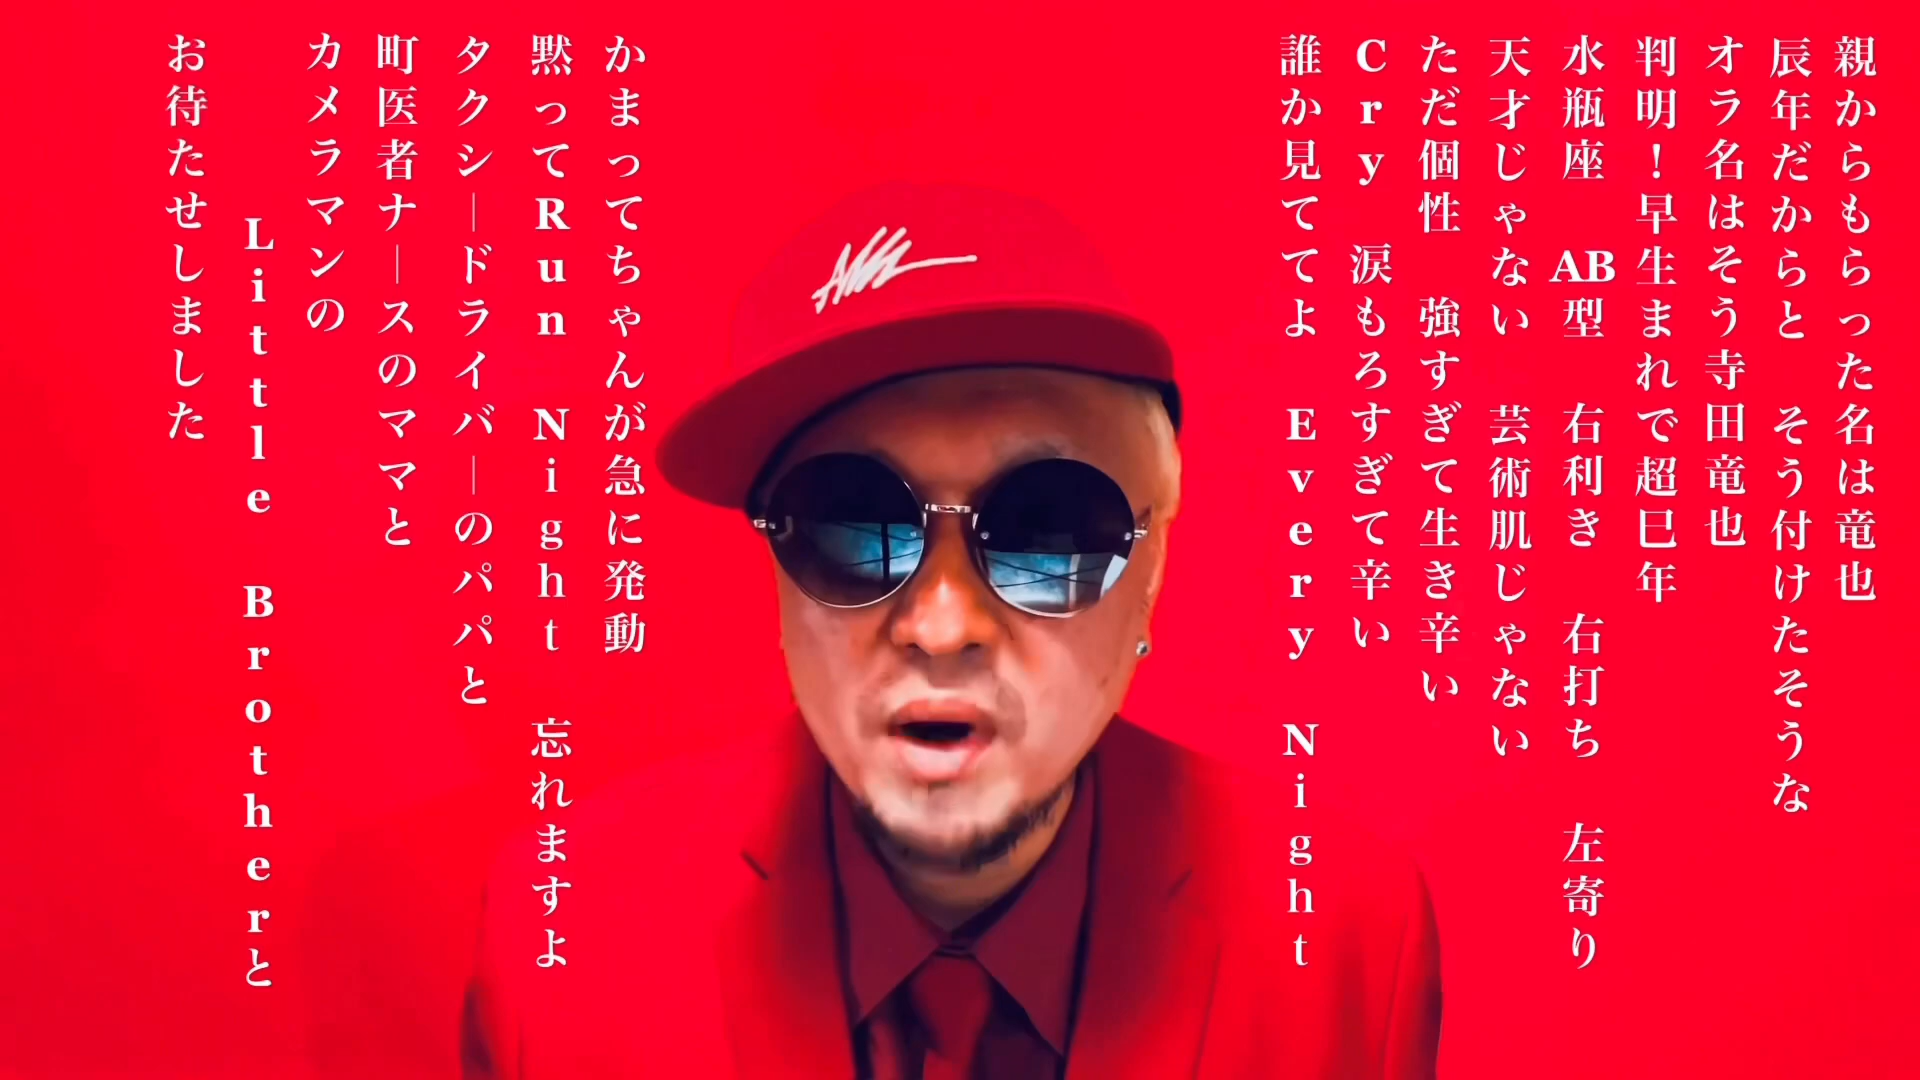 親からもらった名は竜也
辰年だからと　そう付けたそうな
オラ名はそう寺田竜也
判明！早生まれで超巳年
水瓶座　AB型　右利き　右打ち　左寄り
天才じゃない　芸術肌じゃない
ただ個性　強すぎて生き辛い
Cry　涙もろすぎて辛い
誰か見ててよ　Every Night
かまってちゃんが急に発動
黙ってRun Night　忘れますよ
タクシードライバーのパパと
町医者ナースのママと
カメラマンの
Little Brotherと
お待たせしました